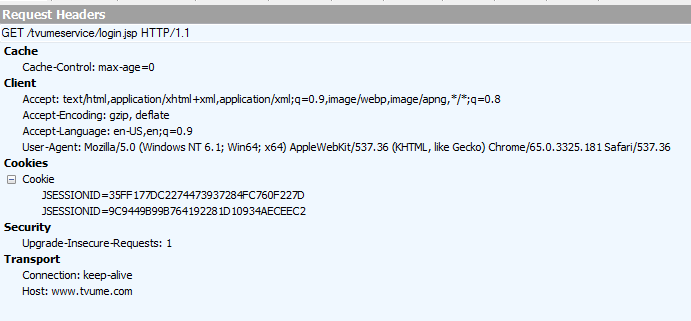 Request Headers
GET /tvumeservice/login.jsp HTTP/1.1
Cache
Cache-Control: max-age=0
Client
Accept: text/html,application/xhtml+xml,application/xml;q=0.9,image/webp,image/apng,*/*;q=0.8
Accept-Encoding: gzip, deflate
Accept-Language: en-US,en;q=0.9
User-Agent: Mozilla/5.0 (Windows NT 6.1; Win64; x64) AppleWebKit/537.36 (KHTML, like Gecko) Chrome/65.0.3325.181 Safari/537.36
Cookies
Cookie
JSESSIONID=35FF177DC2274473937284FC760F227D
JSESSIONID=9C9449B99B764192281D10934AECEEC2
Security
Upgrade-Insecure-Requests: 1
Transport
Connection: keep-alive
Host: www.tvume.com